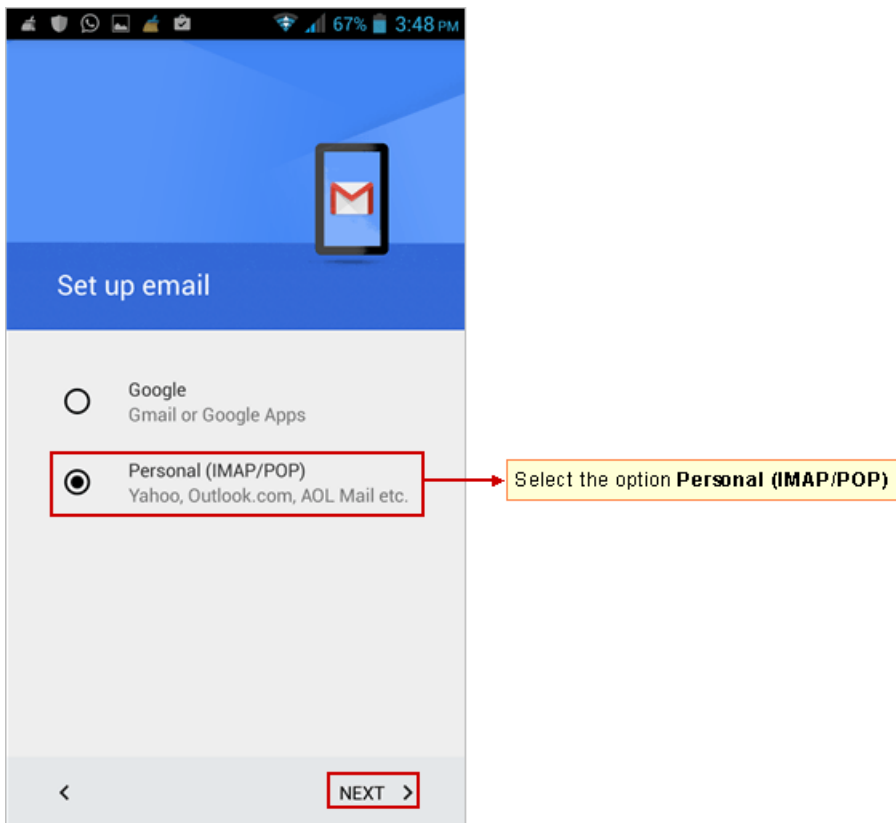 67% 3:48 PM
Set up email
Google
Gmail or Google Apps
Personal (IMAP/POP)
Yahoo, Outlook.com, AOL Mail etc.
Select the option Personal (IMAP/POP)
NEXT